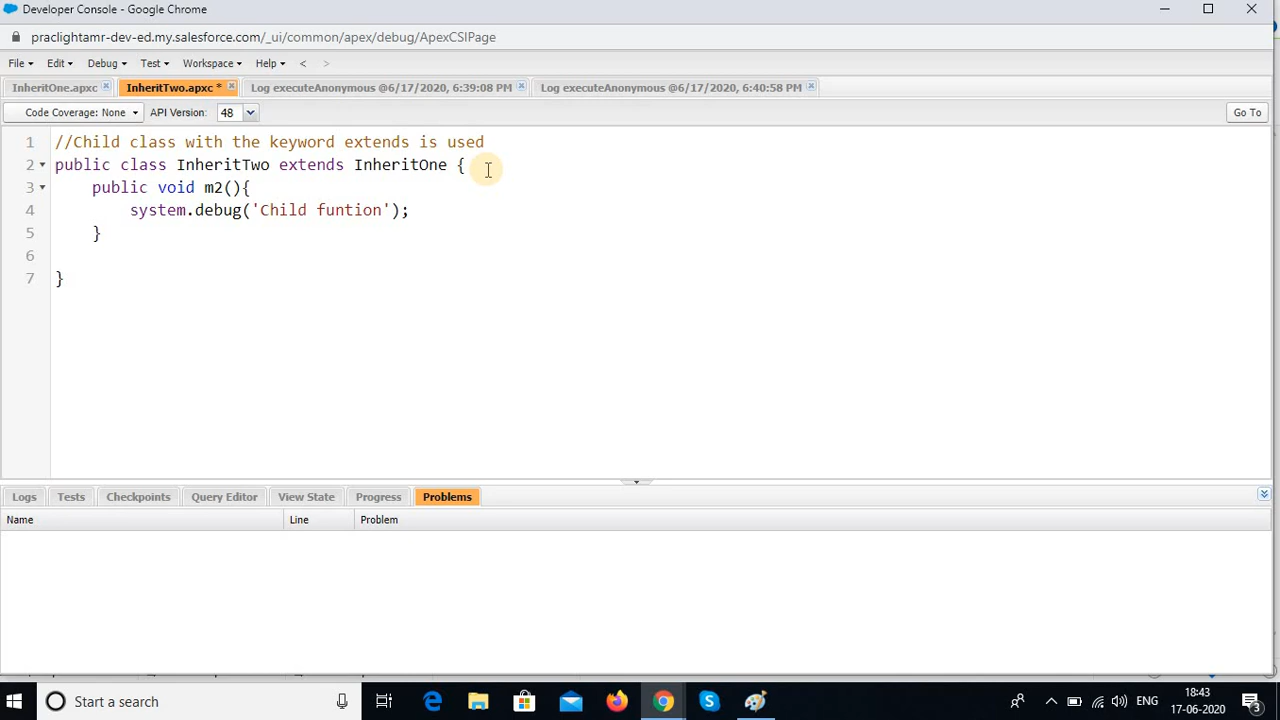 Developer Console - Google Chrome
praclightamr-dev-ed.my.salesforce.com/_ui/common/apex/debug/ApexCSIPage
File Edit Debug Test Workspace Help < >
InheritOne.apxc InheritTwo.apxc * Log executeAnonymous @6/17/2020, 6:39:08 PM Log executeAnonymous @6/17/2020, 6:40:58 PM
Code Coverage: None API Version: 48 Go To
1 //Child class with the keyword extends is used
2 public class InheritTwo extends InheritOne {
3 public void m2(){
4 system.debug('Child funtion');
5 }
6
7 }
Logs Tests Checkpoints Query Editor View State Progress Problems
Name Line Problem
Start a search ENG 18:43
17-06-2020 3